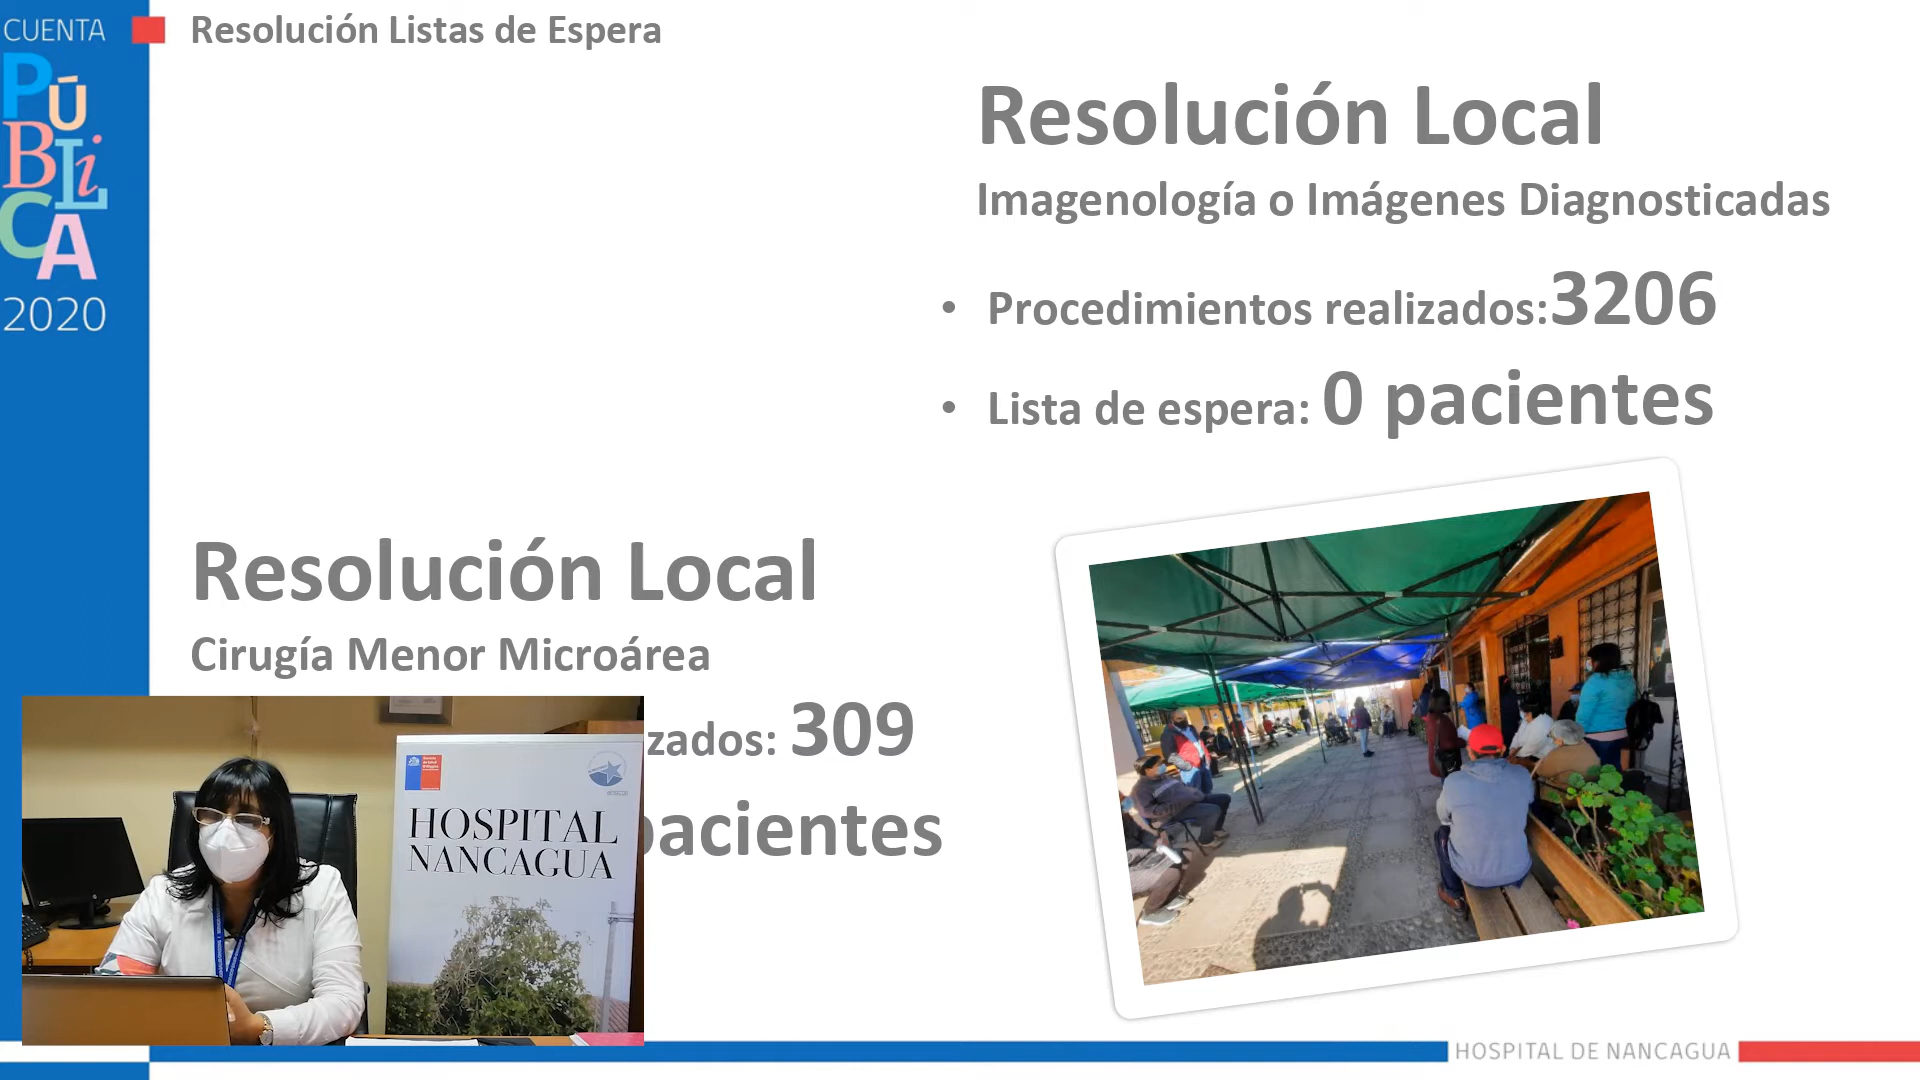 CUENTA
PÚBLiCA
2020
Resolución Listas de Espera
Resolución Local
Imagenología o Imágenes Diagnosticadas
• Procedimientos realizados:3206
• Lista de espera: 0 pacientes
Resolución Local
Cirugía Menor Microárea
zados: 309
pacientes
HOSPITAL
NANCAGUA
HOSPITAL DE NANCAGUA